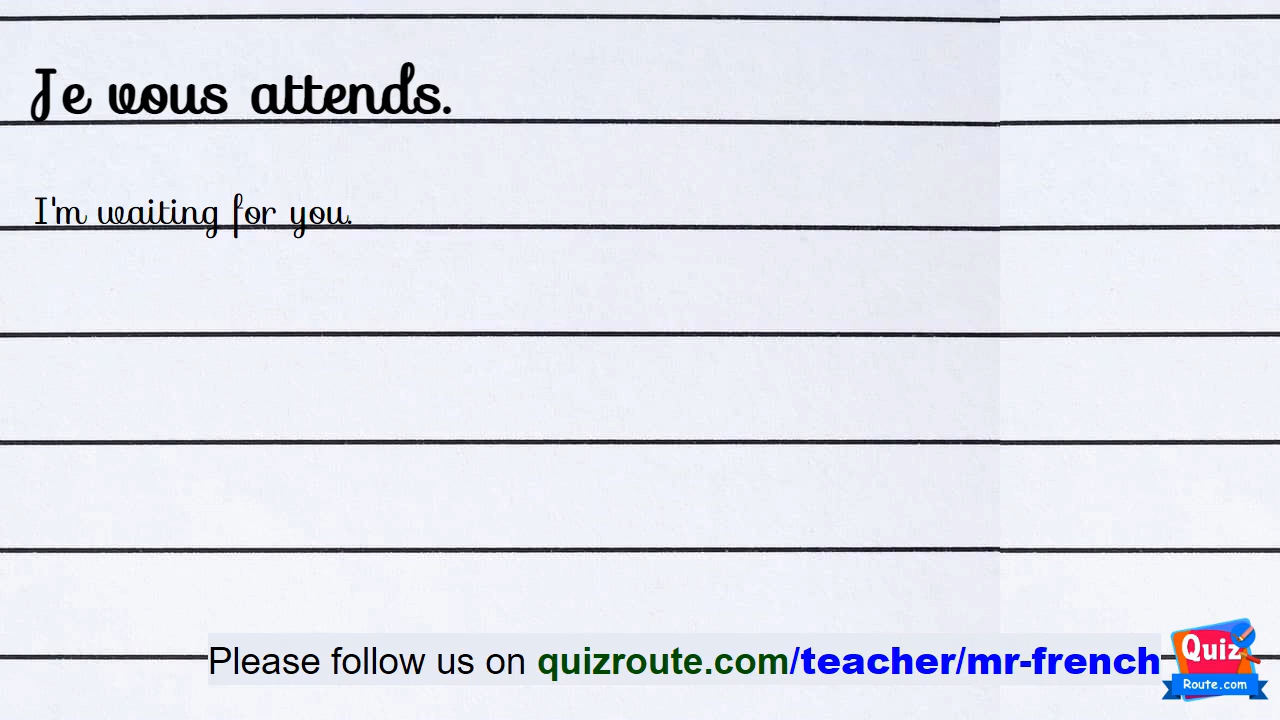 Je vous attends.
I'm waiting for you.
Please follow us on quizroute.com/teacher/mr-french
Quiz
Route.com